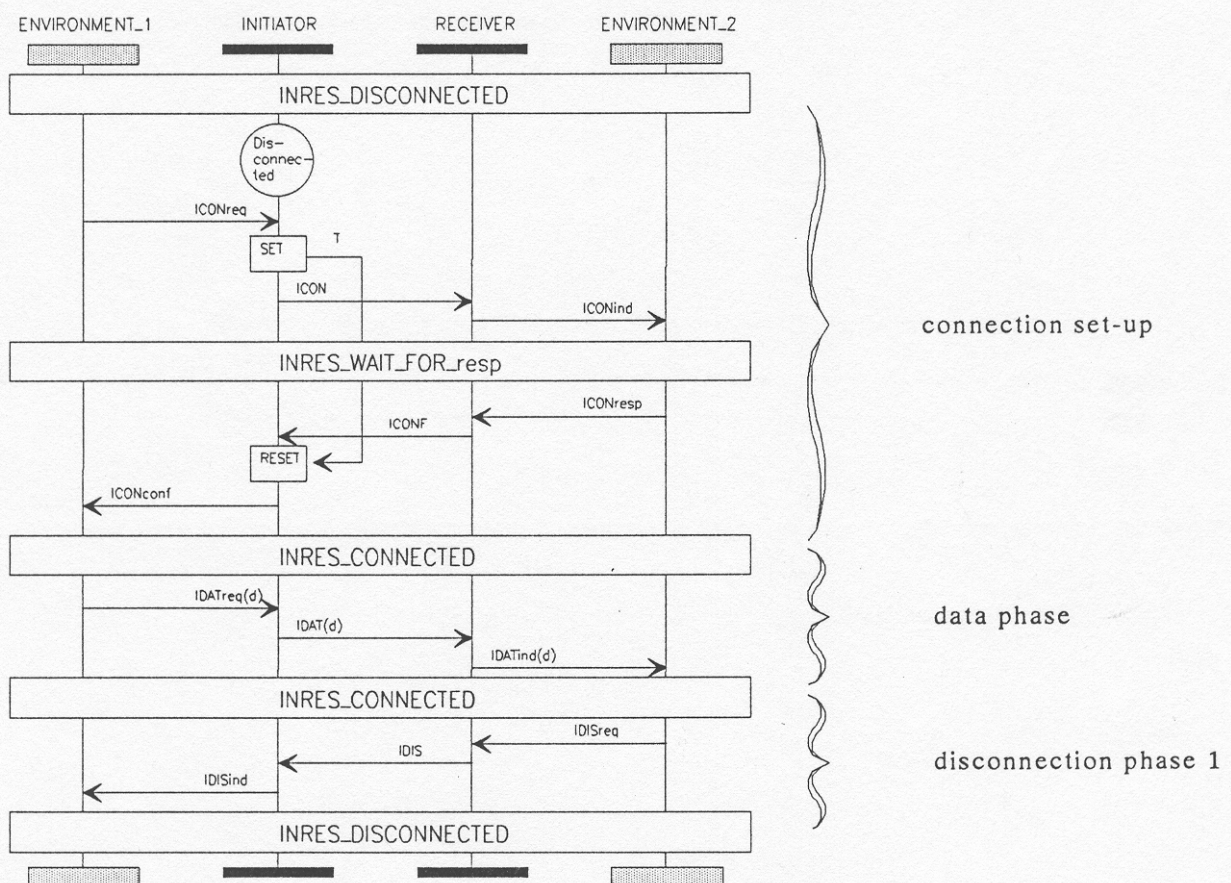 ENVIRONMENT_1 INITIATOR RECEIVER ENVIRONMENT_2
INRES_DISCONNECTED
Dis-
connec-
ted
ICONreq
SET
T
ICON
ICONind
connection set-up
INRES_WAIT_FOR_resp
ICONresp
ICONF
RESET
ICONconf
INRES_CONNECTED
IDATreq(d)
IDAT(d)
data phase
IDATind(d)
INRES_CONNECTED
IDISreq
IDIS
disconnection phase 1
IDISind
INRES_DISCONNECTED